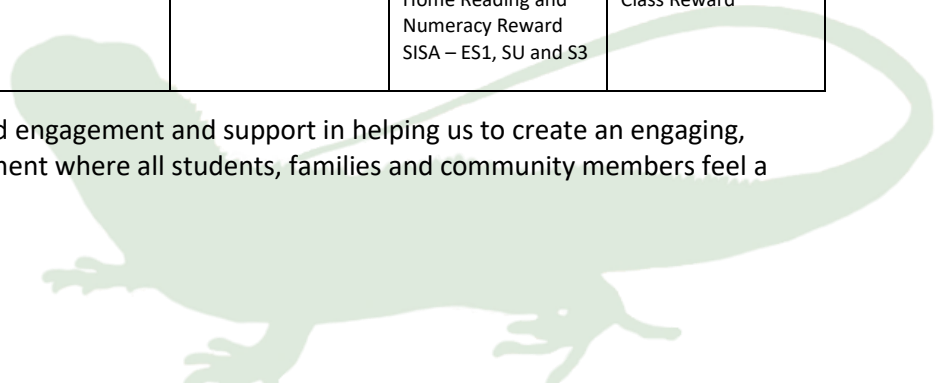 Home Reading and Class Reward
Numeracy Reward
SISA – ES1, SU and S3
d engagement and support in helping us to create an engaging,
ment where all students, families and community members feel a